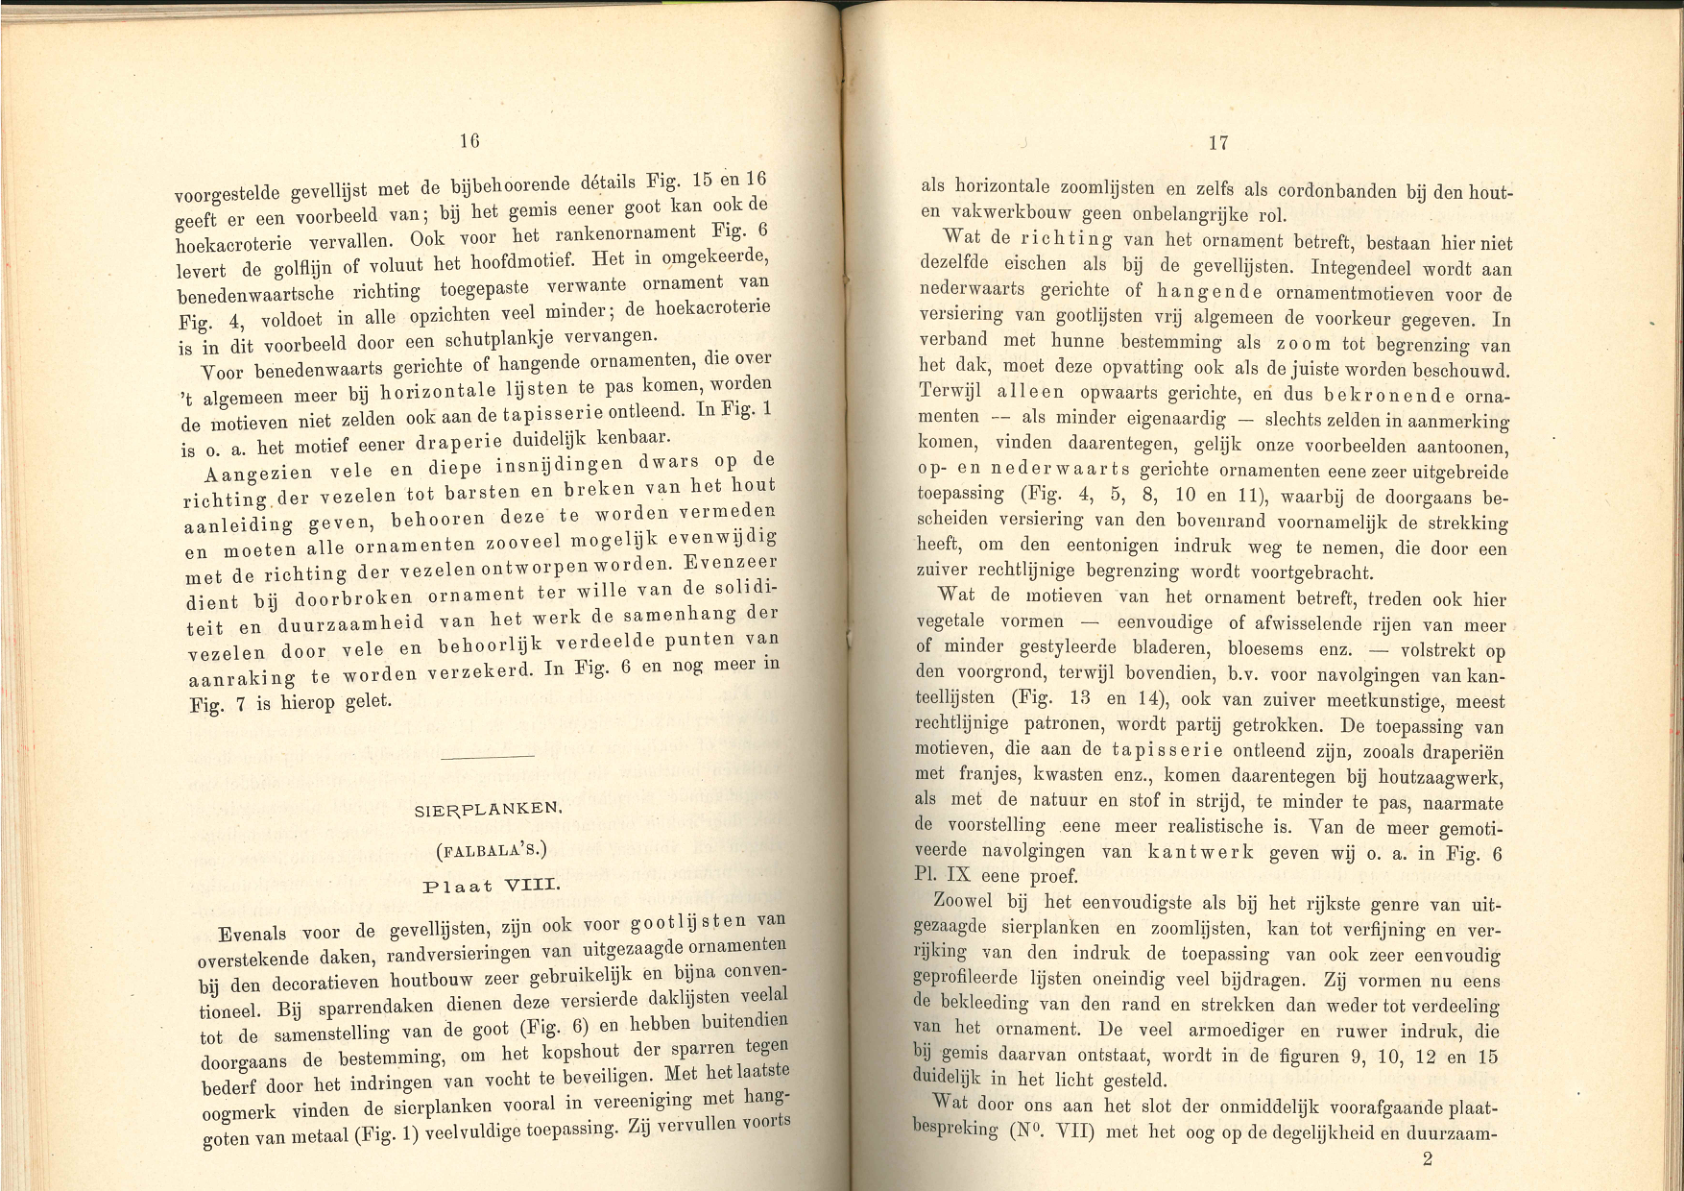 16
voorgestelde gevellijst met de bijbehoorende détails Fig. 15 en 16
geeft er een voorbeeld van; bij het gemis eener goot kan ook de
hoekacroterie vervallen. Ook voor het rankenornament Fig. 6
levert de golflijn of voluut het hoofdmotief. Het in omgekeerde,
benedenwaartsche richting toegepaste verwante ornament van
Fig. 4, voldoet in alle opzichten veel minder; de hoekacroterie
is in dit voorbeeld door een schutplankje vervangen.
Voor benedenwaarts gerichte of hangende ornamenten, die over
't algemeen meer bij horizontale lijsten te pas komen, worden
de motieven niet zelden ook aan de tapisserie ontleend. In Fig. 1
is o. a. het motief eener draperie duidelijk kenbaar.
Aangezien vele en diepe insnijdingen dwars op de
richting der vezelen tot barsten en breken van het hout
aanleiding geven, behooren deze te worden vermeden
en moeten alle ornamenten zooveel mogelijk evenwijdig
met de richting der vezelen ontworpen worden. Evenzeer
dient bij doorbroken ornament ter wille van de solidi-
teit en duurzaamheid van het werk de samenhang der
vezelen door vele en behoorlijk verdeelde punten van
aanraking te worden verzekerd. In Fig. 6 en nog meer in
Fig. 7 is hierop gelet.
SIERPLANKEN.
(FALBALA'S.)
Plaat VIII.
Evenals voor de gevellijsten, zijn ook voor gootlijsten van
overstekende daken, randversieringen van uitgezaagde ornamenten
bij den decoratieven houtbouw zeer gebruikelijk en bijna conven-
tioneel. Bij sparrendaken dienen deze versierde daklijsten veelal
tot de samenstelling van de goot (Fig. 6) en hebben buitendien
doorgaans de bestemming, om het kopshout der sparren tegen
bederf door het indringen van vocht te beveiligen. Met het laatste
oogmerk vinden de sierplanken vooral in vereeniging met hang-
goten van metaal (Fig. 1) veelvuldige toepassing. Zij vervullen voorts
17
als horizontale zoomlijsten en zelfs als cordonbanden bij den hout-
en vakwerkbouw geen onbelangrijke rol.
Wat de richting van het ornament betreft, bestaan hier niet
dezelfde eischen als bij de gevellijsten. Integendeel wordt aan
nederwaarts gerichte of hangende ornamentmotieven voor de
versiering van gootlijsten vrij algemeen de voorkeur gegeven. In
verband met hunne bestemming als zoom tot begrenzing van
het dak, moet deze opvatting ook als de juiste worden beschouwd.
Terwijl alleen opwaarts gerichte, en dus bekronende orna-
menten — als minder eigenaardig — slechts zelden in aanmerking
komen, vinden daarentegen, gelijk onze voorbeelden aantoonen,
op- en nederwaarts gerichte ornamenten eene zeer uitgebreide
toepassing (Fig. 4, 5, 8, 10 en 11), waarbij de doorgaans be-
scheiden versiering van den bovenrand voornamelijk de strekking
heeft, om den eentonigen indruk weg te nemen, die door een
zuiver rechtlijnige begrenzing wordt voortgebracht.
Wat de motieven van het ornament betreft, treden ook hier
vegetale vormen — eenvoudige of afwisselende rijen van meer
of minder gestyleerde bladeren, bloesems enz. — volstrekt op
den voorgrond, terwijl bovendien, b.v. voor navolgingen van kan-
teellijsten (Fig. 13 en 14), ook van zuiver meetkunstige, meest
rechtlijnige patronen, wordt partij getrokken. De toepassing van
motieven, die aan de tapisserie ontleend zijn, zooals draperiën
met franjes, kwasten enz., komen daarentegen bij houtzaagwerk,
als met de natuur en stof in strijd, te minder te pas, naarmate
de voorstelling eene meer realistische is. Van de meer gemoti-
veerde navolgingen van kantwerk geven wij o. a. in Fig. 6
Pl. IX eene proef.
Zoowel bij het eenvoudigste als bij het rijkste genre van uit-
gezaagde sierplanken en zoomlijsten, kan tot verfijning en ver-
rijking van den indruk de toepassing van ook zeer eenvoudig
geprofileerde lijsten oneindig veel bijdragen. Zij vormen nu eens
de bekleeding van den rand en strekken dan weder tot verdeeling
van het ornament. De veel armoediger en ruwer indruk, die
bij gemis daarvan ontstaat, wordt in de figuren 9, 10, 12 en 15
duidelijk in het licht gesteld.
Wat door ons aan het slot der onmiddelijk voorafgaande plaat-
bespreking (Nº. VII) met het oog op de degelijkheid en duurzaam-
2